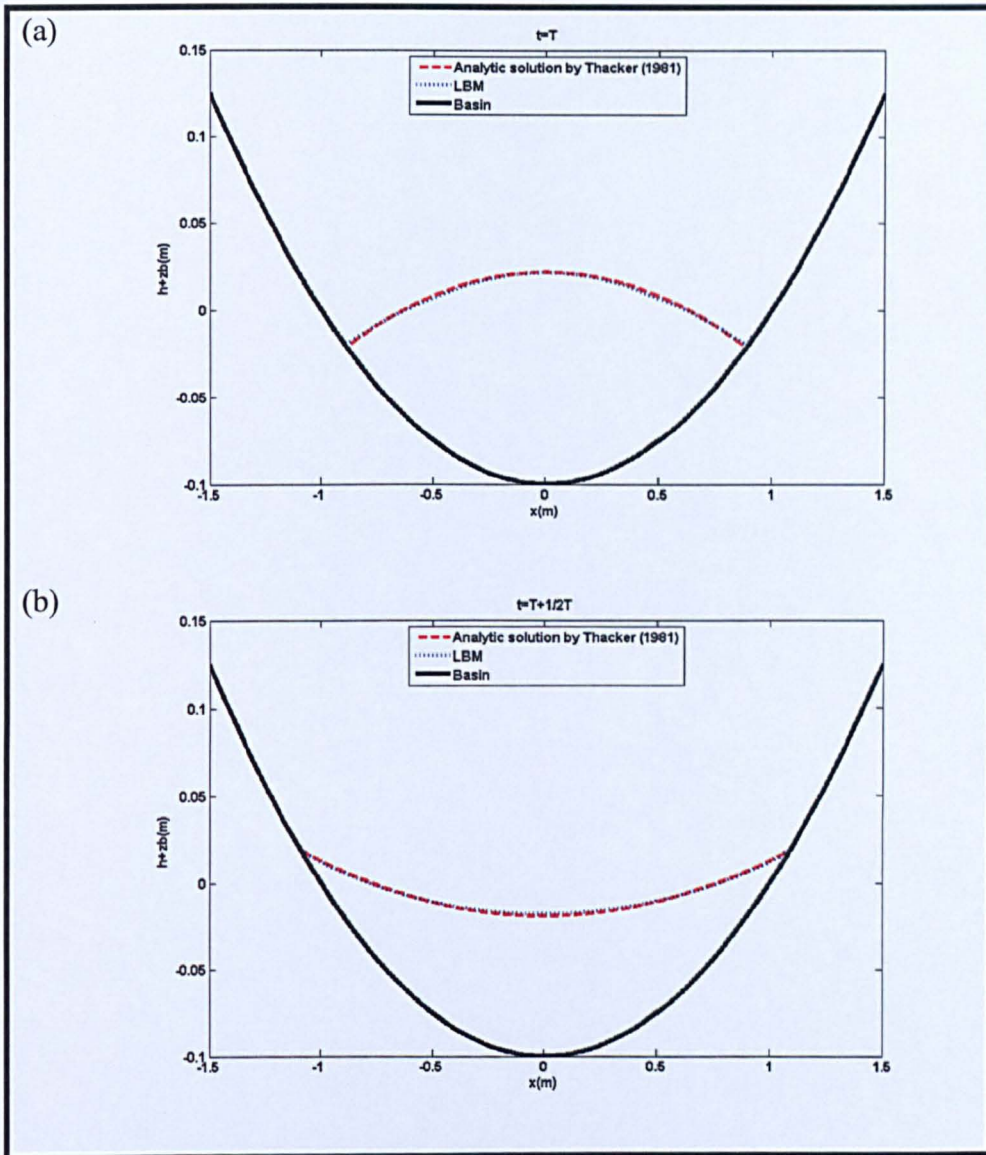 (a)
t=T
Analytic solution by Thacker (1981)
LBM
Basin
0.15
0.1
0.05
0
-0.05
-0.1
h+zb(m)
-1.5 -1 -0.5 0 0.5 1 1.5
x(m)
(b)
t=T+1/2T
Analytic solution by Thacker (1981)
LBM
Basin
0.15
0.1
0.05
0
-0.05
-0.1
h+zb(m)
-1.5 -1 -0.5 0 0.5 1 1.5
x(m)